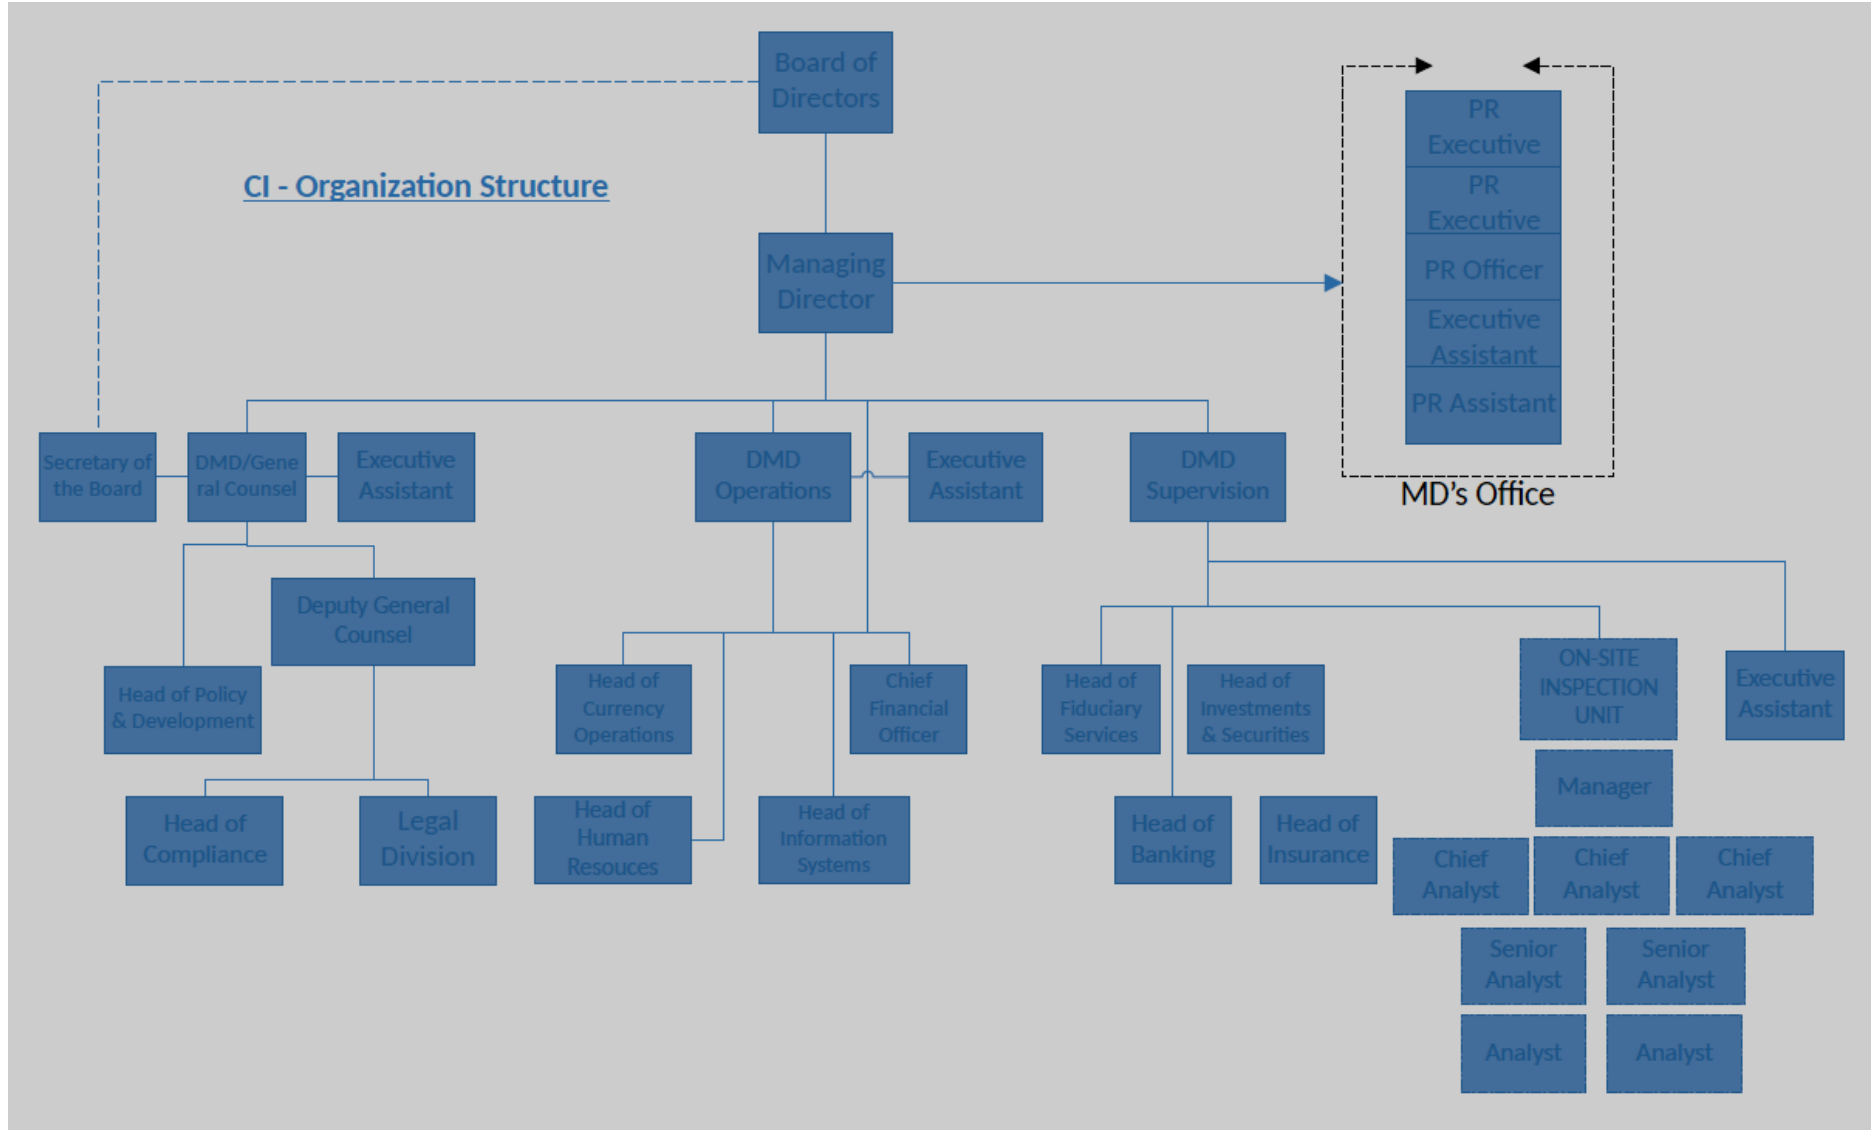 Board of
Directors
CI - Organization Structure
Managing
Director
PR
Executive
PR
Executive
PR Officer
Executive
Assistant
PR Assistant
MD’s Office
Secretary of
the Board
DMD/Gene
ral Counsel
Executive
Assistant
DMD
Operations
Executive
Assistant
DMD
Supervision
Deputy General
Counsel
Head of Policy
& Development
Head of
Compliance
Legal
Division
Head of
Currency
Operations
Chief
Financial
Officer
Head of
Human
Resouces
Head of
Information
Systems
Head of
Fiduciary
Services
Head of
Investments
& Securities
Head of
Banking
Head of
Insurance
ON-SITE
INSPECTION
UNIT
Executive
Assistant
Manager
Chief
Analyst
Chief
Analyst
Chief
Analyst
Senior
Analyst
Senior
Analyst
Analyst
Analyst